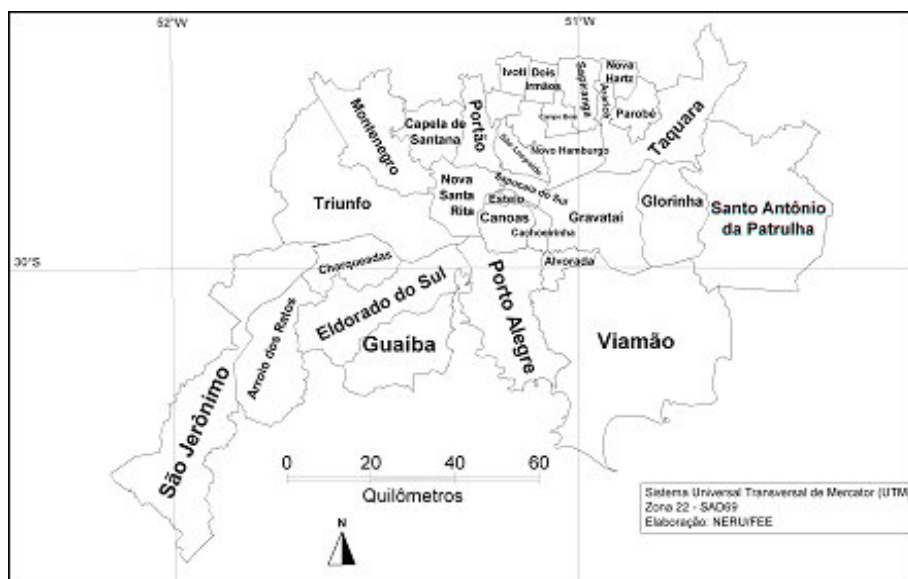 52°W
51°W
Ivoti
Dois
Irmãos
Sapiranga
Nova
Hartz
Araricá
Parobé
Taquara
Montenegro
Capela de
Santana
Portão
Campo Bom
São Leopoldo
Novo Hamburgo
Sapucaia do Sul
Nova
Santa
Rita
Esteio
Canoas
Cachoeirinha
Gravataí
Glorinha
Santo Antônio
da Patrulha
Triunfo
Charqueadas
Alvorada
30°S
Eldorado do Sul
Porto Alegre
Arroio dos Ratos
Guaíba
Viamão
São Jerônimo
0 20 40 60
Quilômetros
Sistema Universal Transversal de Mercator (UTM)
Zona 22 - SAD69
Elaboração: NERU/FEE
N